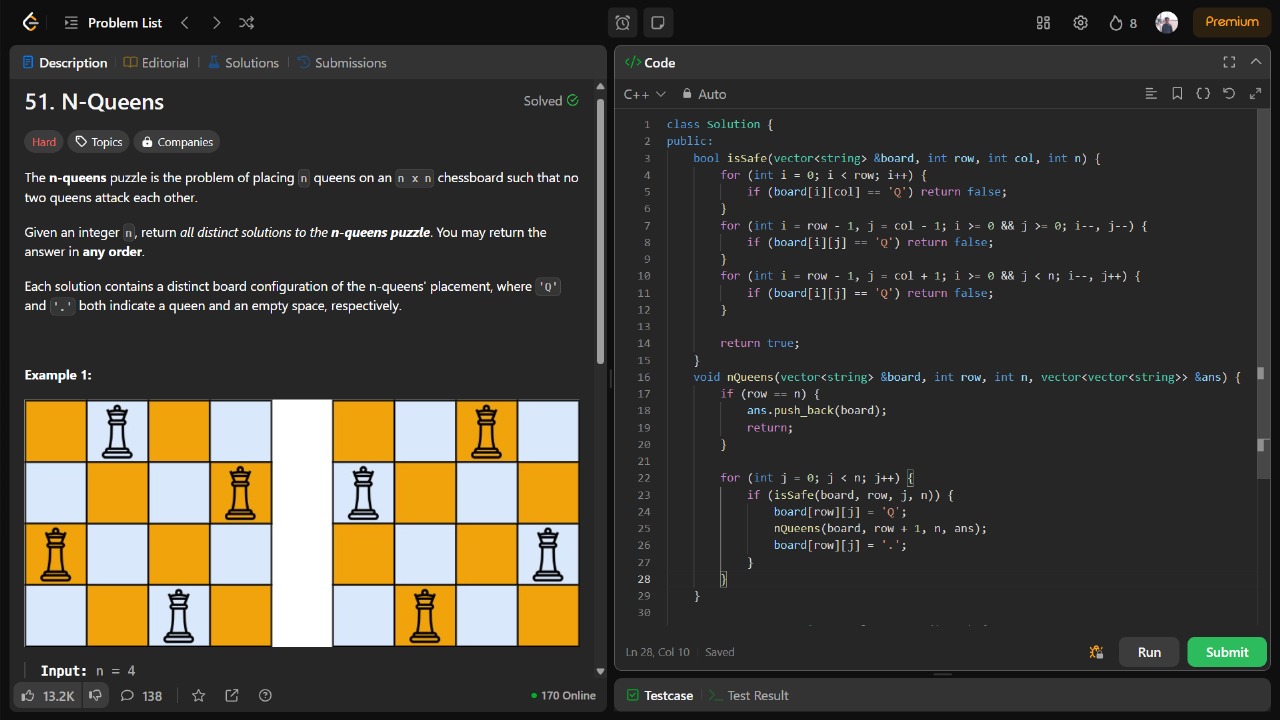 Problem List
8
Premium
Description
Editorial
Solutions
Submissions
51. N-Queens
Solved
Hard
Topics
Companies
The n-queens puzzle is the problem of placing n queens on an n x n chessboard such that no
two queens attack each other.
Given an integer n, return all distinct solutions to the n-queens puzzle. You may return the
answer in any order.
Each solution contains a distinct board configuration of the n-queens' placement, where 'Q'
and '.' both indicate a queen and an empty space, respectively.
Example 1:
Input: n = 4
13.2K
138
170 Online
</> Code
C++
Auto
1 class Solution {
2 public:
3     bool isSafe(vector<string> &board, int row, int col, int n) {
4         for (int i = 0; i < row; i++) {
5             if (board[i][col] == 'Q') return false;
6         }
7         for (int i = row - 1, j = col - 1; i >= 0 && j >= 0; i--, j--) {
8             if (board[i][j] == 'Q') return false;
9         }
10         for (int i = row - 1, j = col + 1; i >= 0 && j < n; i--, j++) {
11             if (board[i][j] == 'Q') return false;
12         }
13
14         return true;
15     }
16     void nQueens(vector<string> &board, int row, int n, vector<vector<string>> &ans) {
17         if (row == n) {
18             ans.push_back(board);
19             return;
20         }
21
22         for (int j = 0; j < n; j++) {
23             if (isSafe(board, row, j, n)) {
24                 board[row][j] = 'Q';
25                 nQueens(board, row + 1, n, ans);
26                 board[row][j] = '.';
27             }
28         }
29     }
30
Ln 28, Col 10
Saved
Run
Submit
Testcase
Test Result